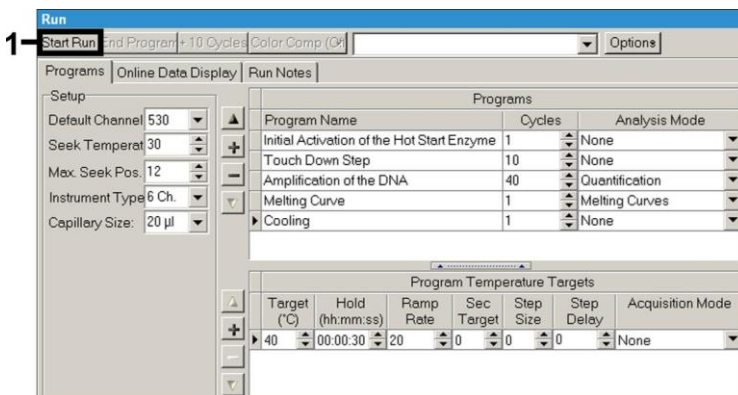 Run
1
Start Run End Program + 10 Cycles Color Comp (Off) Options
Programs Online Data Display Run Notes
Setup
Default Channel 530
Seek Temperat 30
Max. Seek Pos. 12
Instrument Type 6 Ch.
Capillary Size: 20 µl
Programs
Program Name Cycles Analysis Mode
Initial Activation of the Hot Start Enzyme 1 None
Touch Down Step 10 None
Amplification of the DNA 40 Quantification
Melting Curve 1 Melting Curves
Cooling 1 None
Program Temperature Targets
Target (°C) Hold (hh:mm:ss) Ramp Rate Sec Target Step Size Step Delay Acquisition Mode
40 00:00:30 20 0 0 0 None